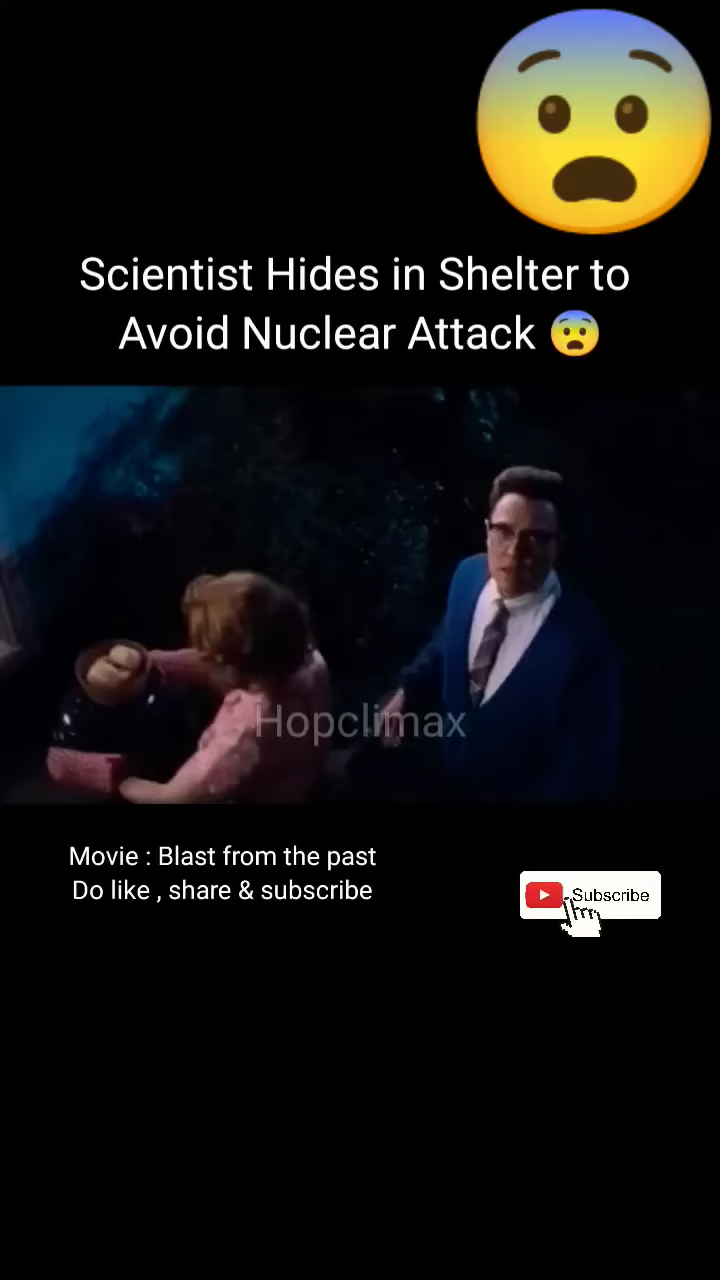 Scientist Hides in Shelter to
Avoid Nuclear Attack 😨
Hopclimax
Movie : Blast from the past
Do like , share & subscribe
Subscribe